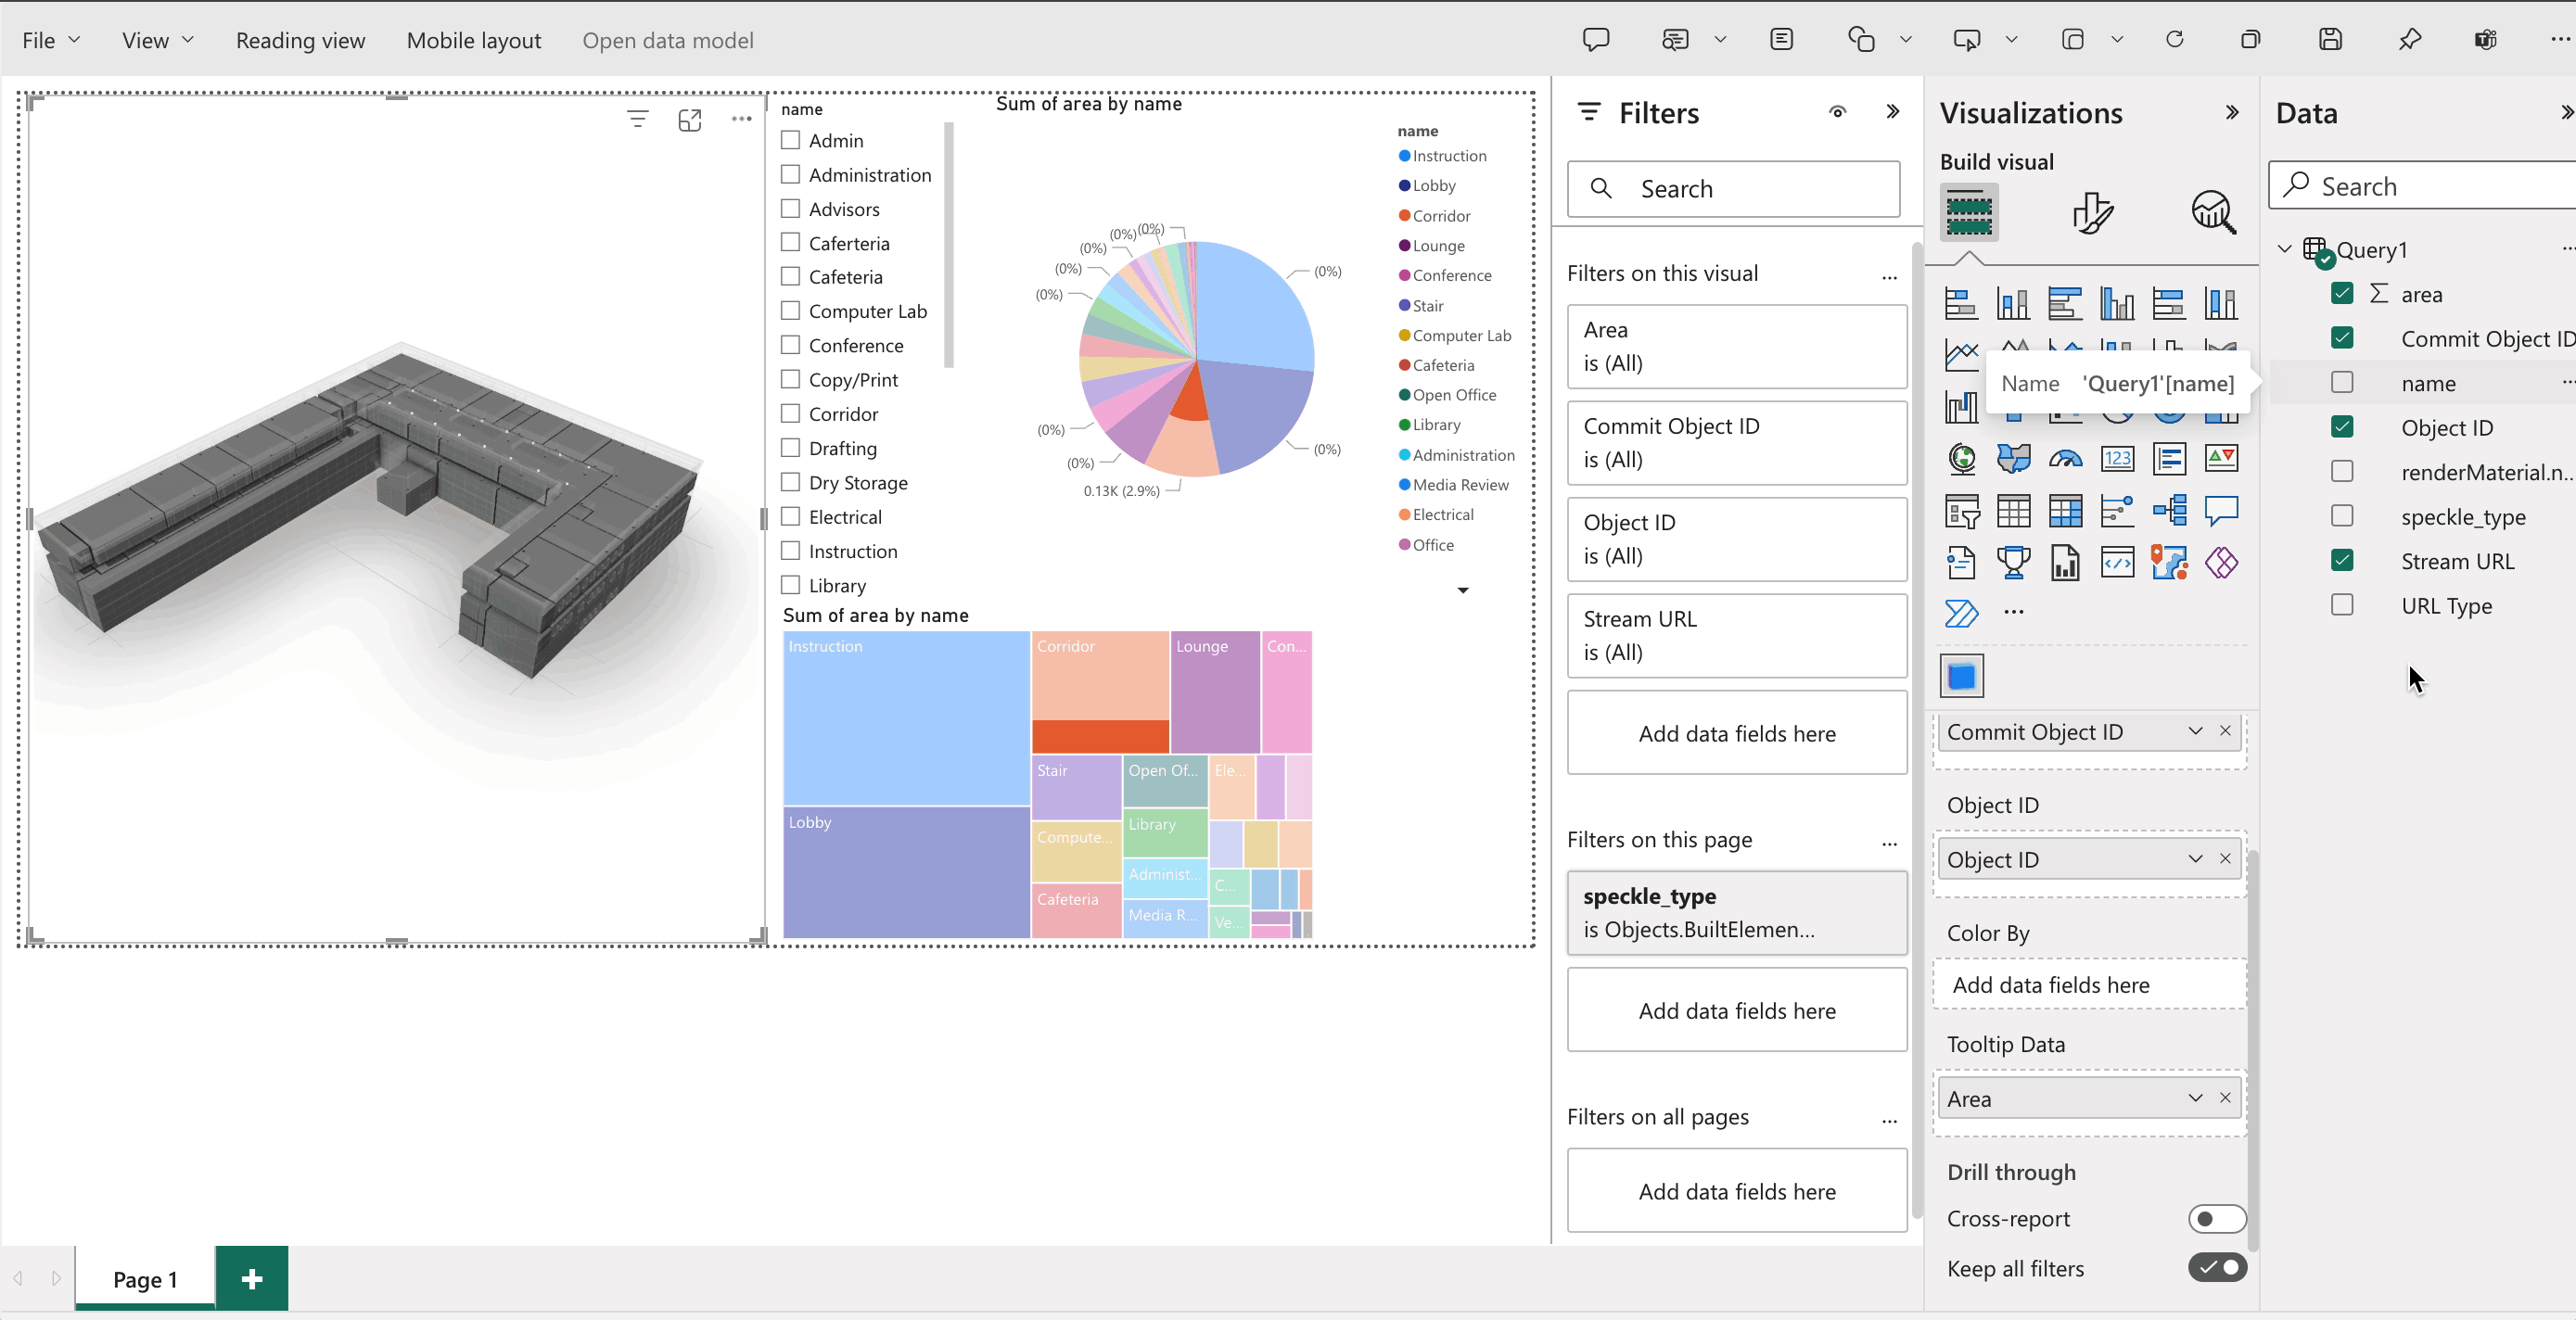 File View Reading view Mobile layout Open data model
name
Admin
Administration
Advisors
Caferteria
Cafeteria
Computer Lab
Conference
Copy/Print
Corridor
Drafting
Dry Storage
Electrical
Instruction
Library
Sum of area by name
(0%)
(0%)
(0%)
(0%)
(0%)
(0%)
(0%)
(0%)
(0%)
0.13K (2.9%)
name
Instruction
Lobby
Corridor
Lounge
Conference
Stair
Computer Lab
Cafeteria
Open Office
Library
Administration
Media Review
Electrical
Office
Sum of area by name
Instruction
Lobby
Corridor
Lounge
Con...
Stair
Open Of...
Ele...
Compute...
Library
Cafeteria
Administ...
Media R...
C...
Ve...
Page 1
Filters
Search
Filters on this visual
Area
is (All)
Commit Object ID
is (All)
Object ID
is (All)
Stream URL
is (All)
Add data fields here
Filters on this page
speckle_type
is Objects.BuiltElemen...
Add data fields here
Filters on all pages
Add data fields here
Visualizations
Build visual
Name 'Query1'[name]
123
Commit Object ID
Object ID
Object ID
Color By
Add data fields here
Tooltip Data
Area
Drill through
Cross-report
Keep all filters
Data
Search
Query1
area
Commit Object ID
name
Object ID
renderMaterial.n...
speckle_type
Stream URL
URL Type